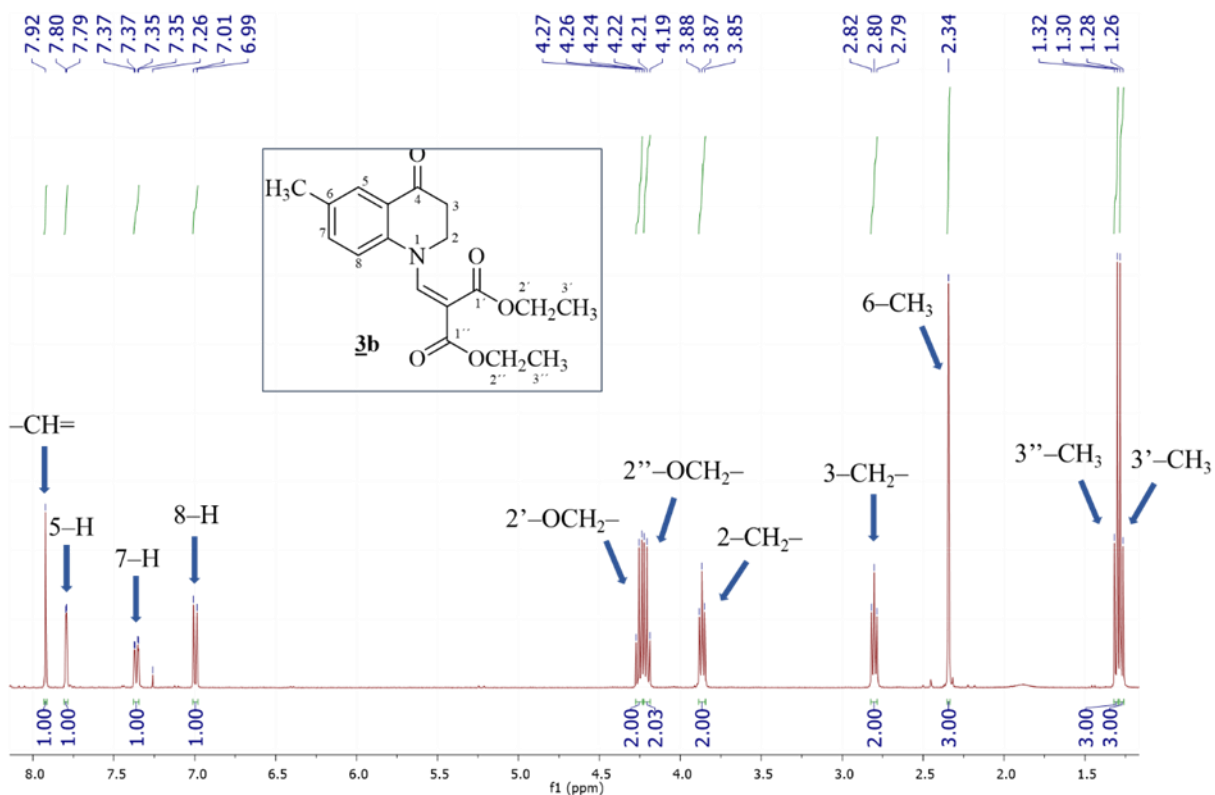 7.92 7.80 7.79 7.37 7.37 7.35 7.35 7.26 7.01 6.99 4.27 4.26 4.24 4.22 4.21 4.19 3.88 3.87 3.85 2.82 2.80 2.79 2.34 1.32 1.30 1.28 1.26
O
H₃C
5
6
4
3
7
1
2
8
N
O
2´
3´
1´
OCH₂CH₃
1´´
3b
O
OCH₂CH₃
2´´
3´´
6–CH₃
–CH=
3’’–CH₃
3’–CH₃
2’’–OCH₂–
3–CH₂–
5–H
8–H
2’–OCH₂–
2–CH₂–
7–H
1.00 1.00 1.00 1.00 2.00 2.03 2.00 2.00 3.00 3.00 3.00
8.0 7.5 7.0 6.5 6.0 5.5 5.0 4.5 4.0 3.5 3.0 2.5 2.0 1.5
f1 (ppm)